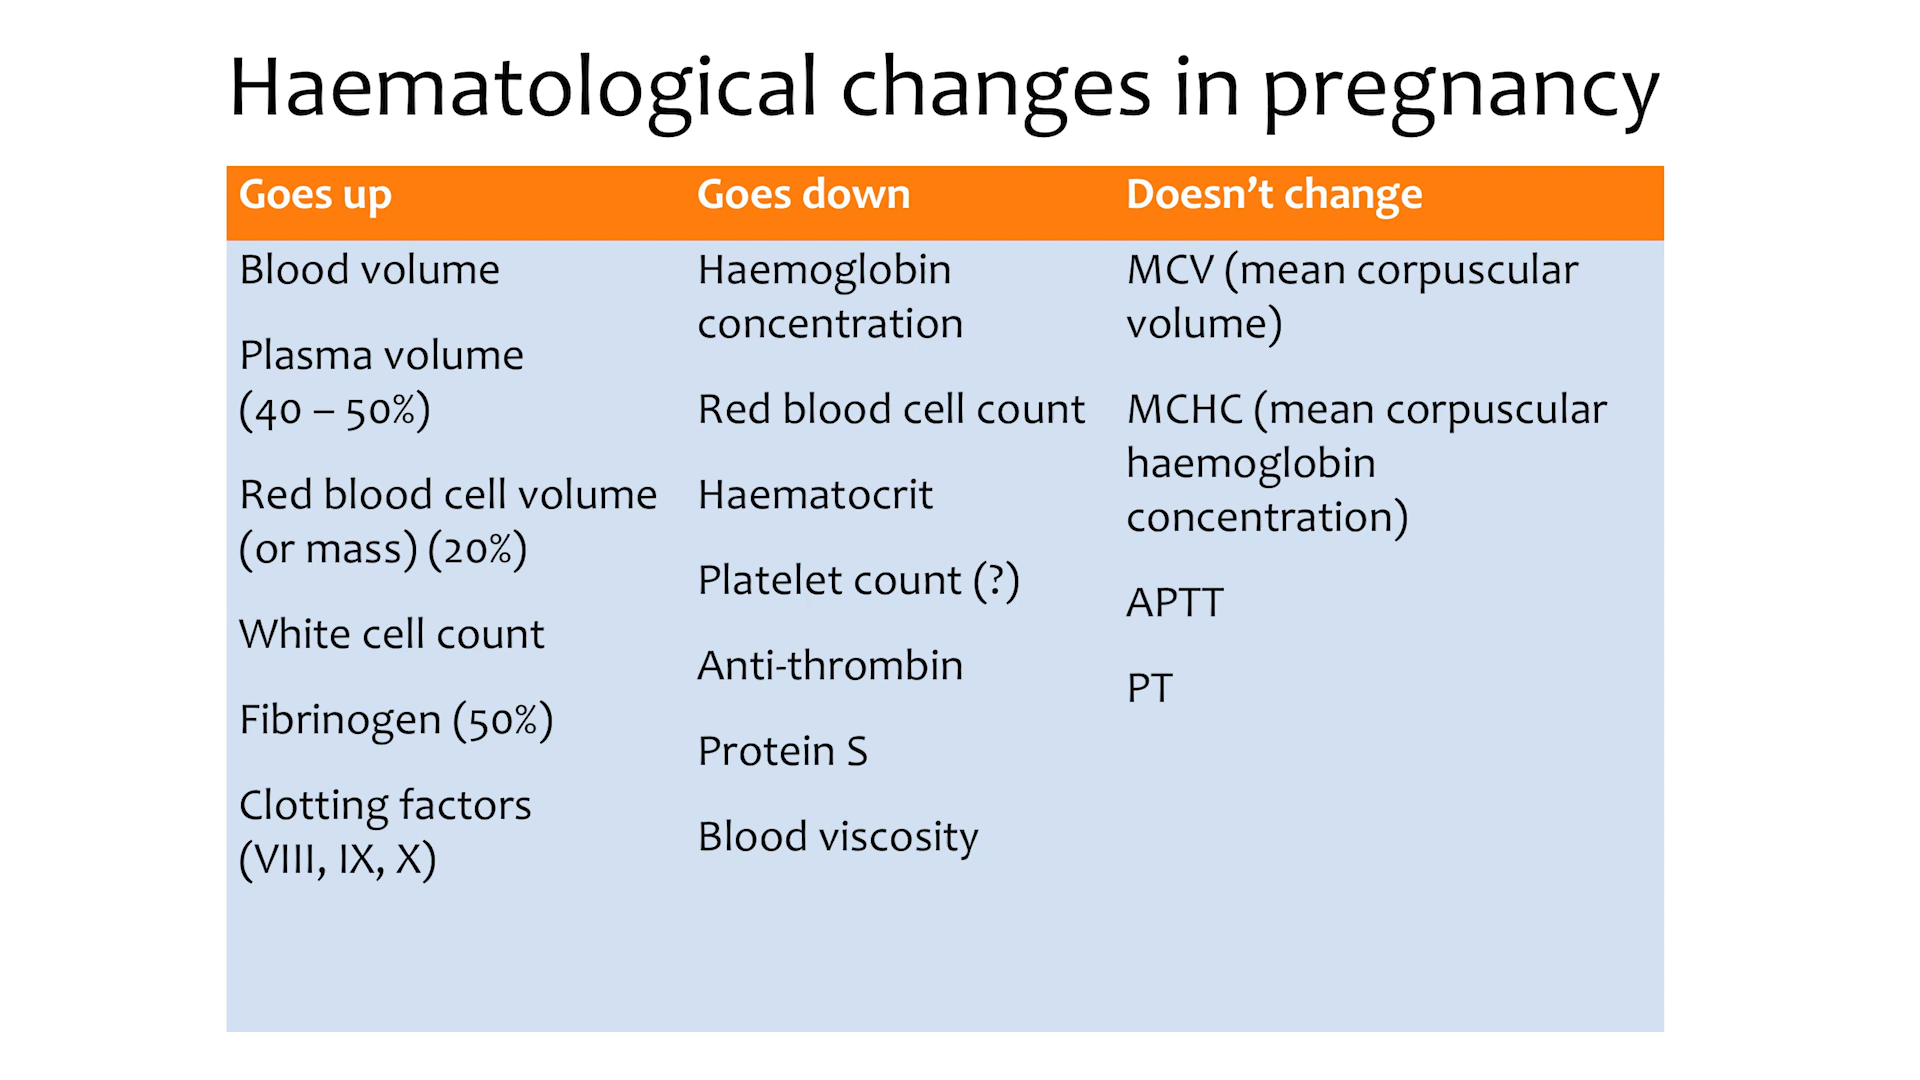 Haematological changes in pregnancy
Goes up
Blood volume
Plasma volume
(40 – 50%)
Red blood cell volume
(or mass) (20%)
White cell count
Fibrinogen (50%)
Clotting factors
(VIII, IX, X)
Goes down
Haemoglobin
concentration
Red blood cell count
Haematocrit
Platelet count (?)
Anti-thrombin
Protein S
Blood viscosity
Doesn’t change
MCV (mean corpuscular
volume)
MCHC (mean corpuscular
haemoglobin
concentration)
APTT
PT